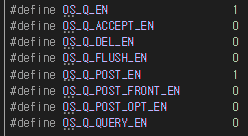 #define OS_Q_EN 1
#define OS_Q_ACCEPT_EN 0
#define OS_Q_DEL_EN 0
#define OS_Q_FLUSH_EN 0
#define OS_Q_POST_EN 1
#define OS_Q_POST_FRONT_EN 0
#define OS_Q_POST_OPT_EN 0
#define OS_Q_QUERY_EN 0